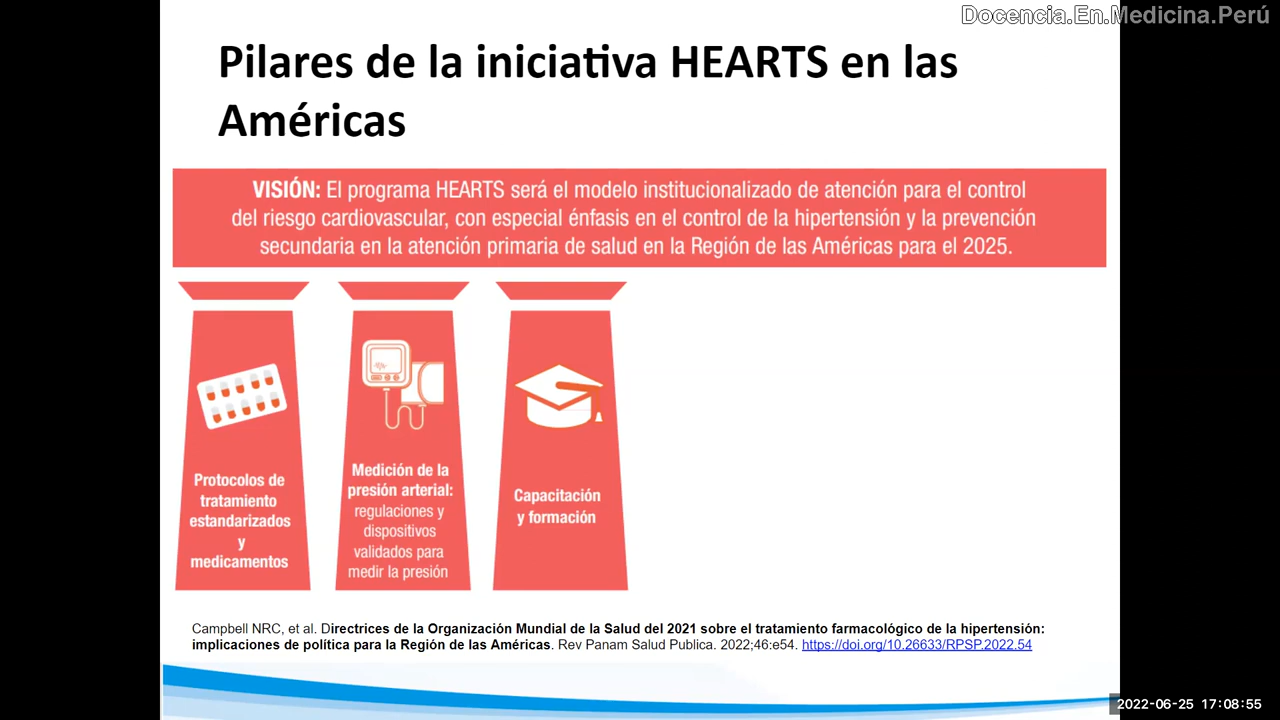 Docencia.En.Medicina.Perú
Pilares de la iniciativa HEARTS en las
Américas
VISIÓN: El programa HEARTS será el modelo institucionalizado de atención para el control
del riesgo cardiovascular, con especial énfasis en el control de la hipertensión y la prevención
secundaria en la atención primaria de salud en la Región de las Américas para el 2025.
Protocolos de
tratamiento
estandarizados
y
medicamentos
Medición de la
presión arterial:
regulaciones y
dispositivos
validados para
medir la presión
Capacitación
y formación
Campbell NRC, et al. Directrices de la Organización Mundial de la Salud del 2021 sobre el tratamiento farmacológico de la hipertensión:
implicaciones de política para la Región de las Américas. Rev Panam Salud Publica. 2022;46:e54. https://doi.org/10.26633/RPSP.2022.54
2022-06-25 17:08:55